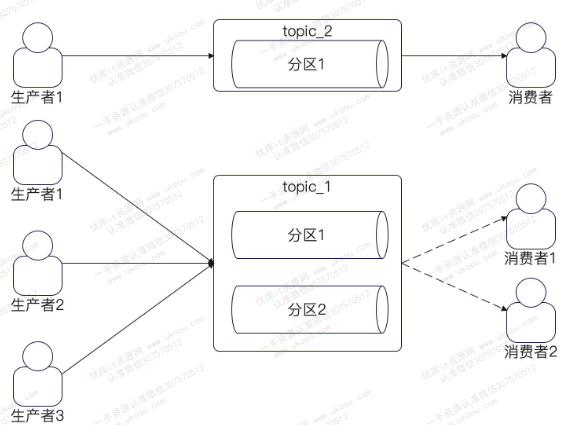 topic_2
分区1
生产者1
消费者
生产者1
topic_1
分区1
消费者1
生产者2
分区2
消费者2
生产者3
优库it资源网 www.ukoou.com
一手资源认准微信307570512